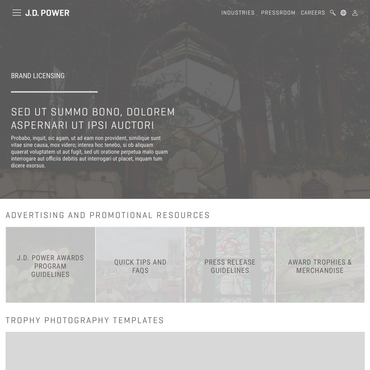 J.D. POWER
INDUSTRIES PRESSROOM CAREERS
BRAND LICENSING
SED UT SUMMO BONO, DOLOREM
ASPERNARI UT IPSI AUCTORI
Probabo, inquit, sic agam, ut ad eam non provident, similique sunt
vitae sine causa, mox videro; interea hoc tenebo, si ob aliquam
quaerat voluptatem ut aut fugit, sed uti oratione perpetua malo quam
interrogare aut officiis debitis aut interrogari ut placet, inquam tum
dicere exorsus.
ADVERTISING AND PROMOTIONAL RESOURCES
J.D. POWER AWARDS
PROGRAM
GUIDELINES
QUICK TIPS AND
FAQS
PRESS RELEASE
GUIDELINES
AWARD TROPHIES &
MERCHANDISE
TROPHY PHOTOGRAPHY TEMPLATES